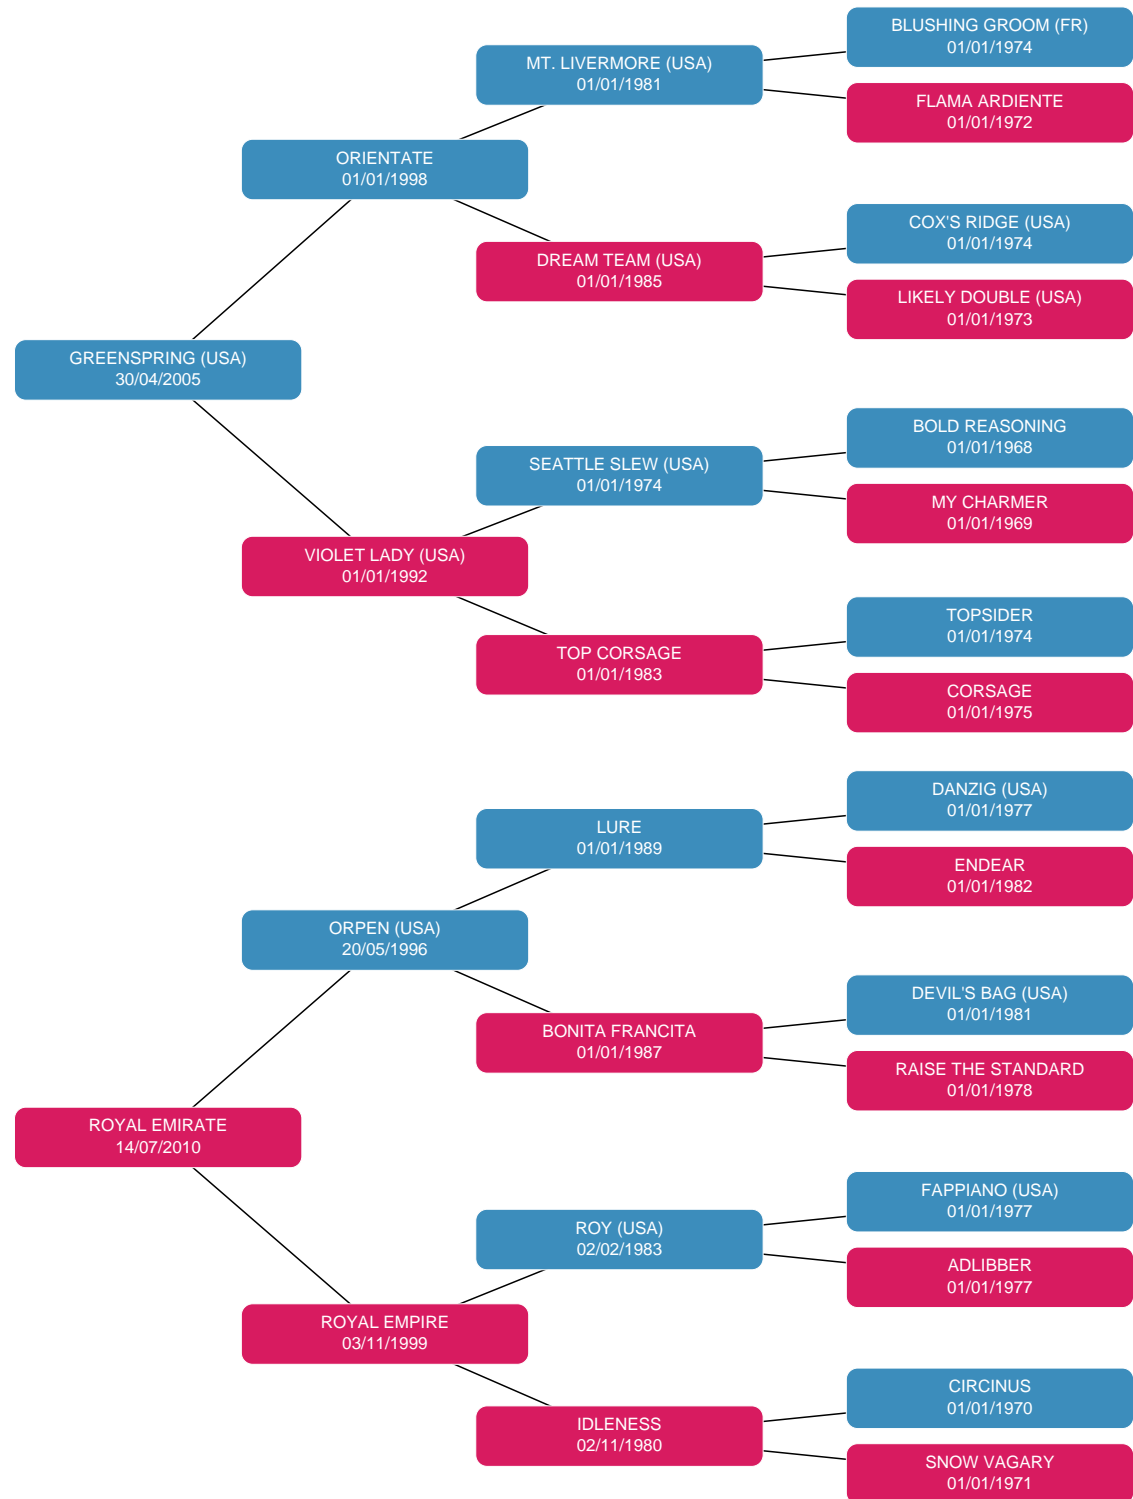 BLUSHING GROOM (FR)
01/01/1974
MT. LIVERMORE (USA)
01/01/1981
FLAMA ARDIENTE
01/01/1972
ORIENTATE
01/01/1998
COX'S RIDGE (USA)
01/01/1974
DREAM TEAM (USA)
01/01/1985
LIKELY DOUBLE (USA)
01/01/1973
GREENSPRING (USA)
30/04/2005
BOLD REASONING
01/01/1968
SEATTLE SLEW (USA)
01/01/1974
MY CHARMER
01/01/1969
VIOLET LADY (USA)
01/01/1992
TOPSIDER
01/01/1974
TOP CORSAGE
01/01/1983
CORSAGE
01/01/1975
DANZIG (USA)
01/01/1977
LURE
01/01/1989
ENDEAR
01/01/1982
ORPEN (USA)
20/05/1996
DEVIL'S BAG (USA)
01/01/1981
BONITA FRANCITA
01/01/1987
RAISE THE STANDARD
01/01/1978
ROYAL EMIRATE
14/07/2010
FAPPIANO (USA)
01/01/1977
ROY (USA)
02/02/1983
ADLIBBER
01/01/1977
ROYAL EMPIRE
03/11/1999
CIRCINUS
01/01/1970
IDLENESS
02/11/1980
SNOW VAGARY
01/01/1971